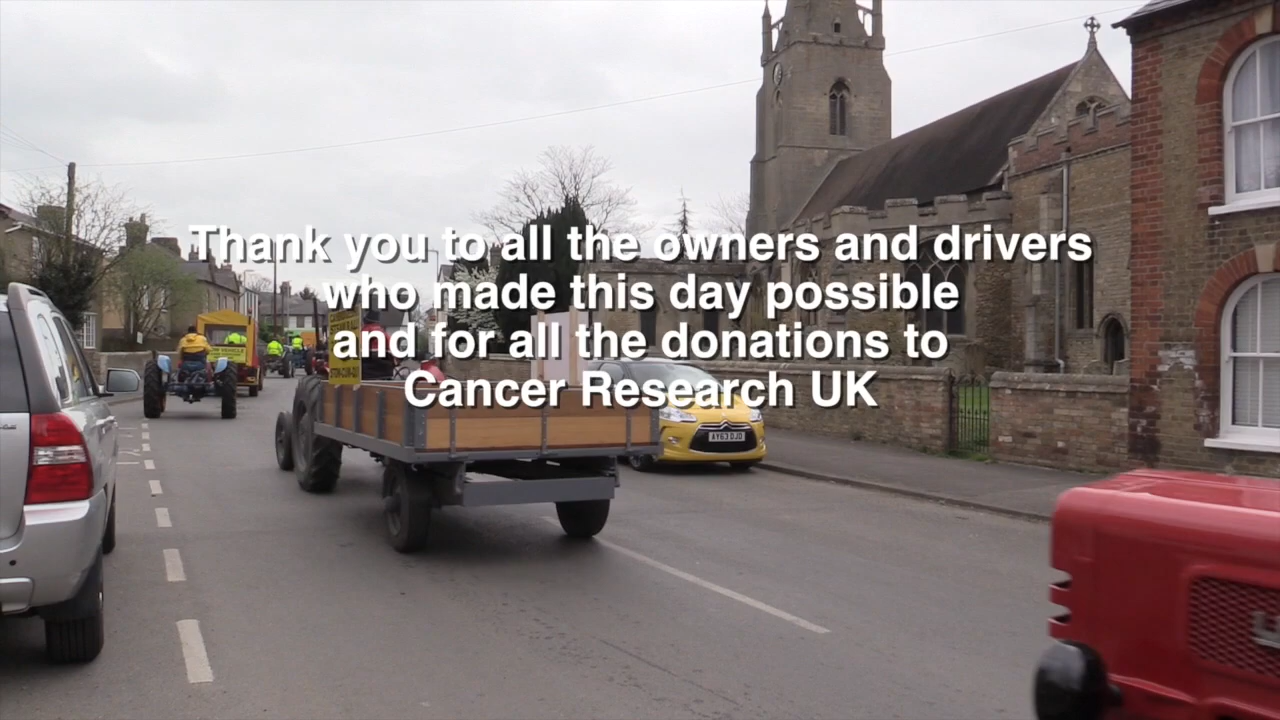 Thank you to all the owners and drivers
who made this day possible
and for all the donations to
Cancer Research UK
AY63 DJD